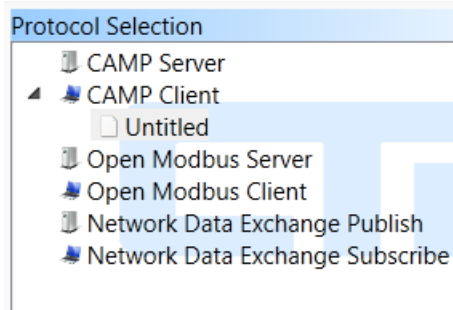 Protocol Selection
CAMP Server
CAMP Client
Untitled
Open Modbus Server
Open Modbus Client
Network Data Exchange Publish
Network Data Exchange Subscribe